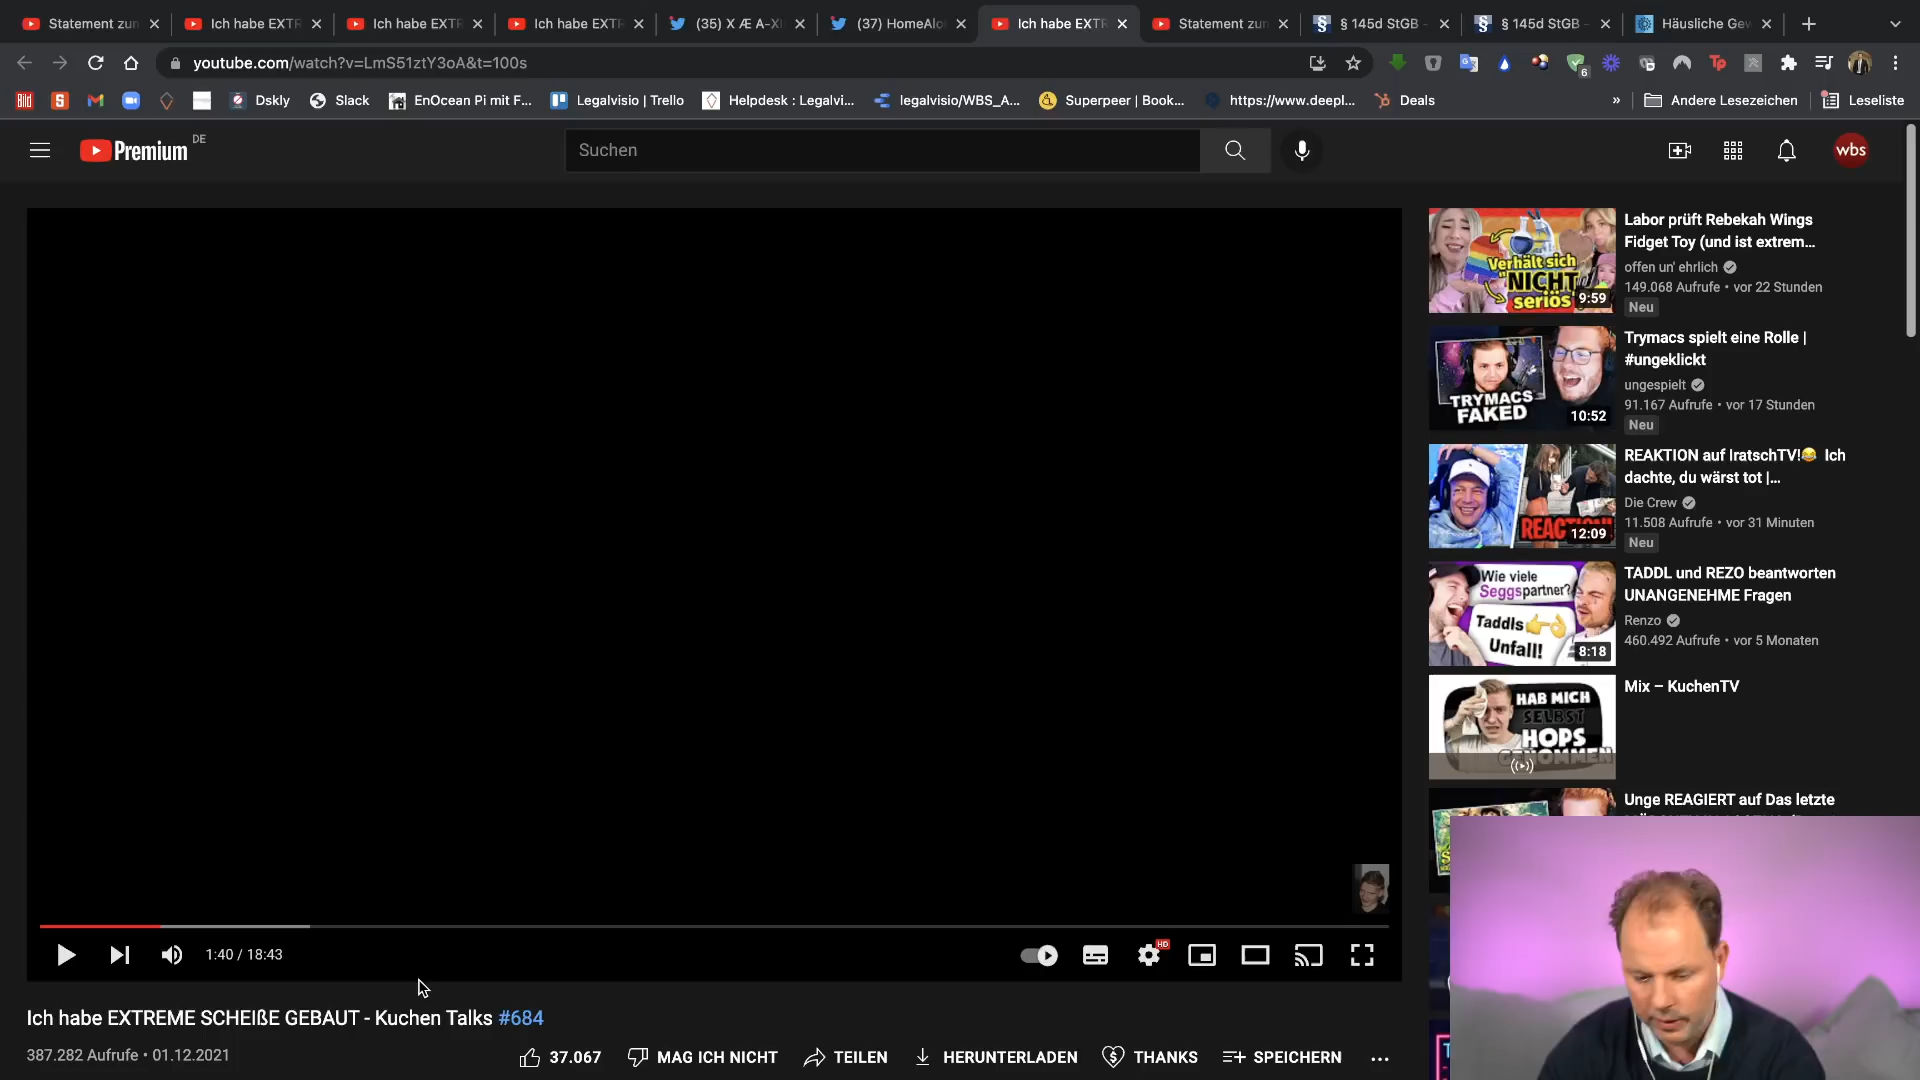 Statement zun
Ich habe EXTR
Ich habe EXTR
Ich habe EXTR
(35) X Æ A-XI
(37) HomeAlo
Ich habe EXTR
Statement zun
§ 145d StGB -
§ 145d StGB -
Häusliche Gew
youtube.com/watch?v=LmS51ztY3oA&t=100s
Bild
Dskly
Slack
EnOcean Pi mit F...
Legalvisio | Trello
Helpdesk : Legalvi...
legalvisio/WBS_A...
Superpeer | Book...
https://www.deepl...
Deals
»
Andere Lesezeichen
Leseliste
Premium DE
Suchen
wbs
Verhält sich
NICHT
seriös
9:59
Labor prüft Rebekah Wings
Fidget Toy (und ist extrem...
offen un' ehrlich
149.068 Aufrufe • vor 22 Stunden
Neu
TRYMACS
FAKED
10:52
Trymacs spielt eine Rolle |
#ungeklickt
ungespielt
91.167 Aufrufe • vor 17 Stunden
Neu
REACTION
12:09
REAKTION auf IratschTV!😂 Ich
dachte, du wärst tot |...
Die Crew
11.508 Aufrufe • vor 31 Minuten
Neu
Wie viele
Seggspartner?
Taddls
Unfall!
8:18
TADDL und REZO beantworten
UNANGENEHME Fragen
Renzo
460.492 Aufrufe • vor 5 Monaten
HAB MICH
SELBST
HOPS
GENOMMEN
Mix – KuchenTV
Unge REAGIERT auf Das letzte
1:40 / 18:43
HD
Ich habe EXTREME SCHEIßE GEBAUT - Kuchen Talks #684
387.282 Aufrufe • 01.12.2021
37.067
MAG ICH NICHT
TEILEN
HERUNTERLADEN
THANKS
SPEICHERN
...